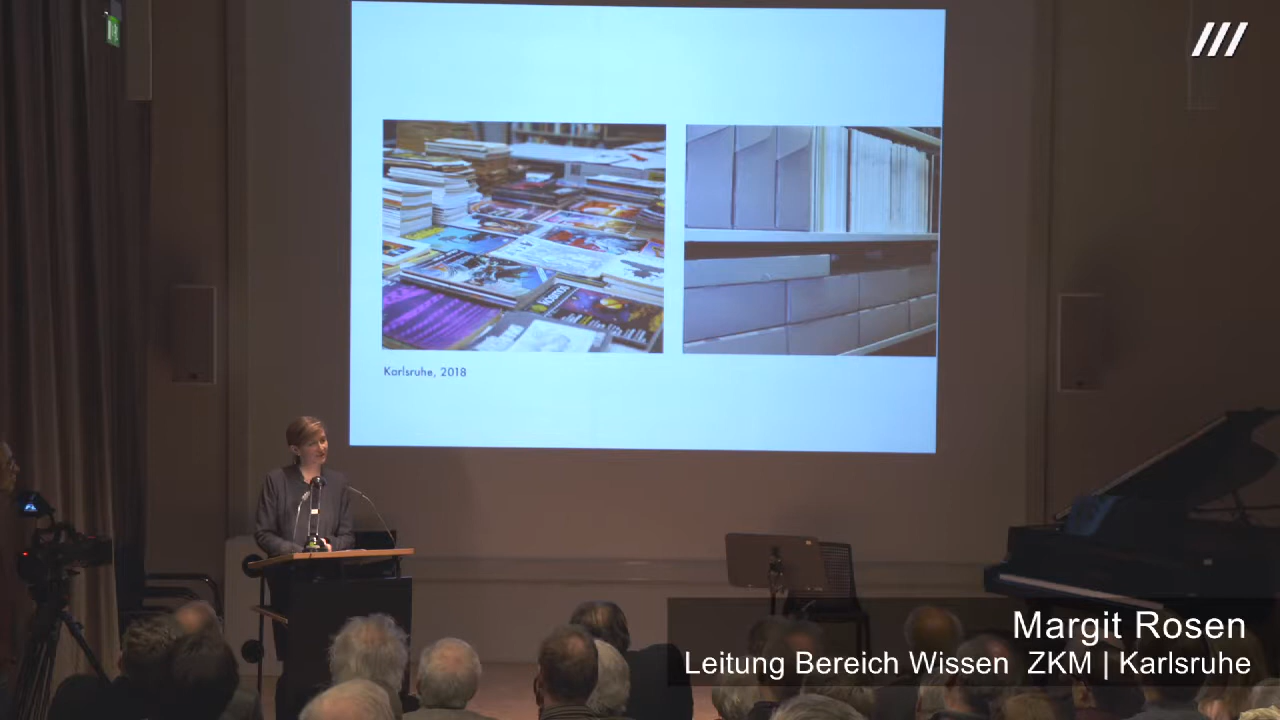 Karlsruhe, 2018
Margit Rosen
Leitung Bereich Wissen ZKM | Karlsruhe